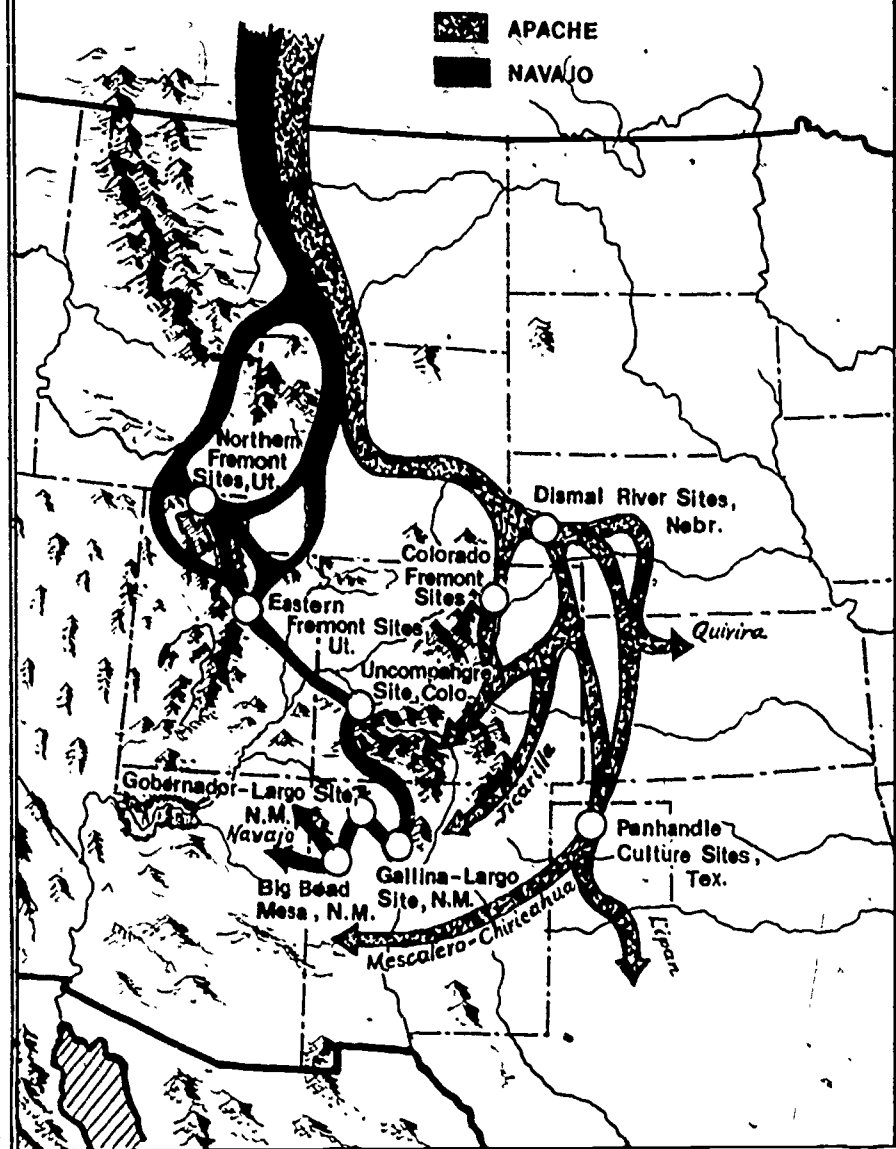 APACHE
NAVAJO
Northern
Fremont
Sites, Ut.
Dismal River Sites,
Nebr.
Colorado
Fremont
Sites
Eastern
Fremont Sites
Ut.
Quivira
Uncompahgre
Site, Colo.
Jicarilla
Gobernador-Largo Site,
N.M.
Navajo
Panhandle
Culture Sites,
Tex.
Gallina-Largo
Site, N.M.
Big Bead
Mesa, N.M.
Mescalero-Chiricahua
Lipan